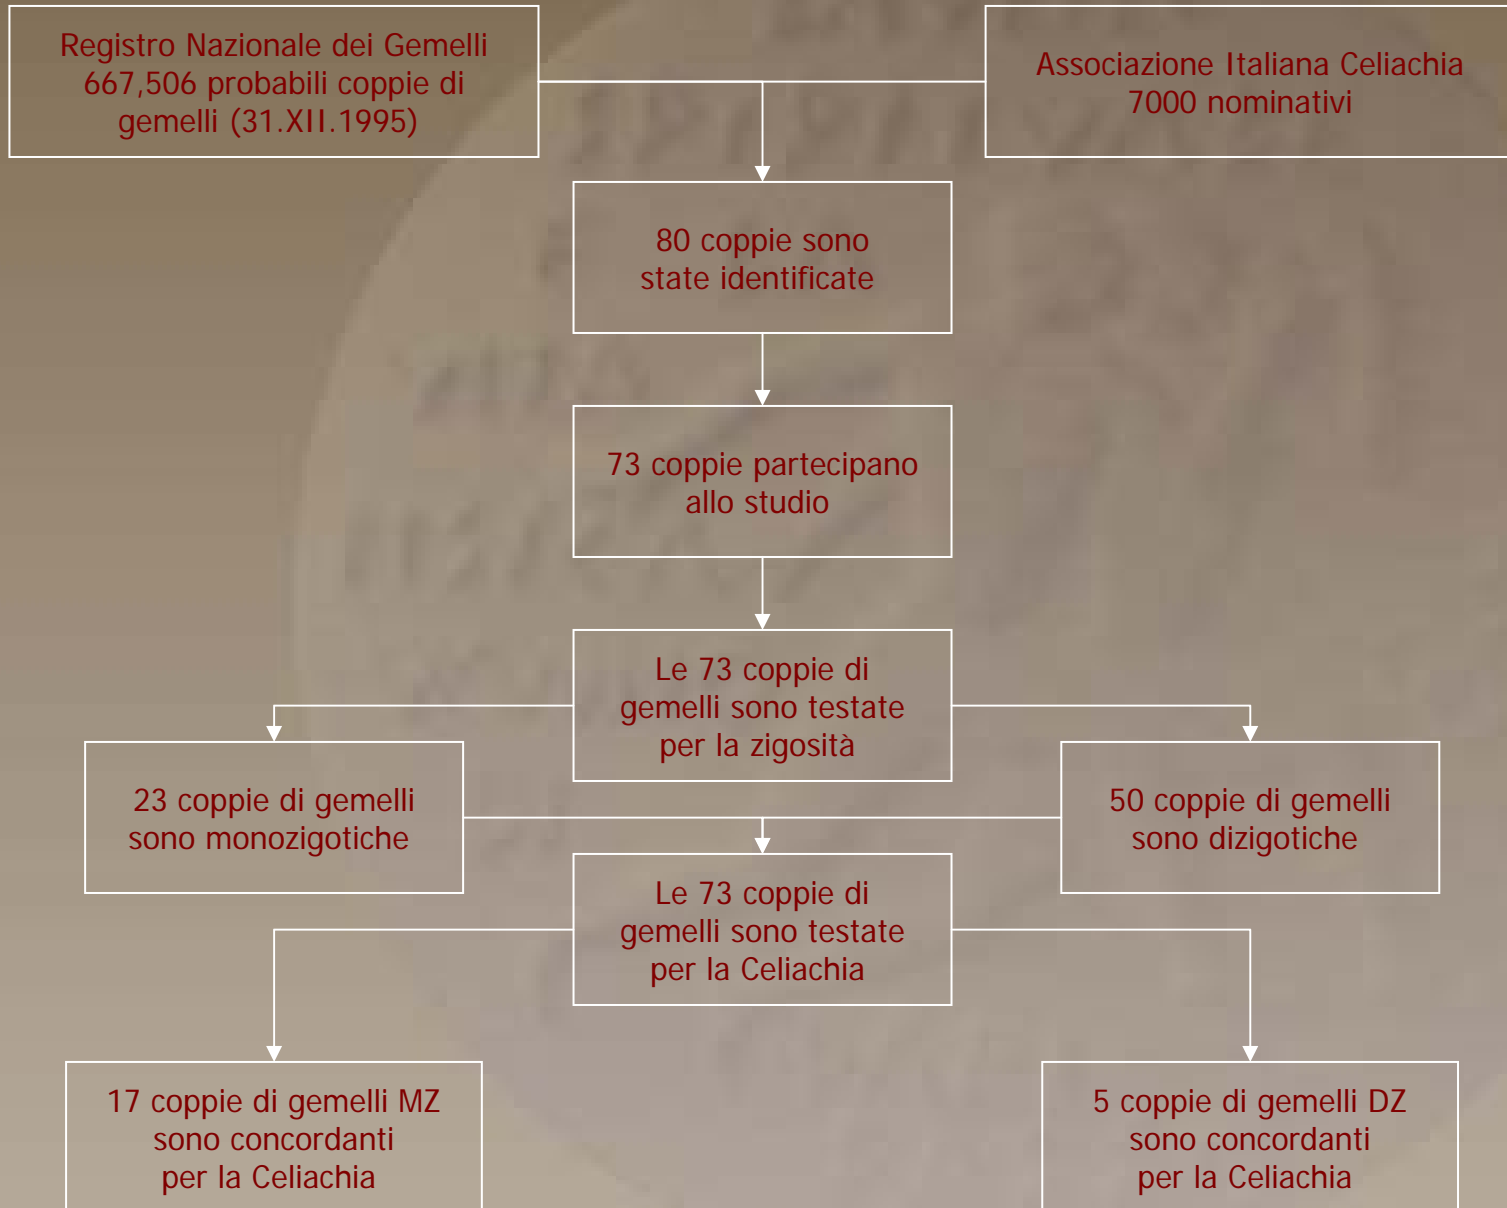 Registro Nazionale dei Gemelli
667,506 probabili coppie di
gemelli (31.XII.1995)
Associazione Italiana Celiachia
7000 nominativi
80 coppie sono
state identificate
73 coppie partecipano
allo studio
Le 73 coppie di
gemelli sono testate
per la zigosità
23 coppie di gemelli
sono monozigotiche
50 coppie di gemelli
sono dizigotiche
Le 73 coppie di
gemelli sono testate
per la Celiachia
17 coppie di gemelli MZ
sono concordanti
per la Celiachia
5 coppie di gemelli DZ
sono concordanti
per la Celiachia